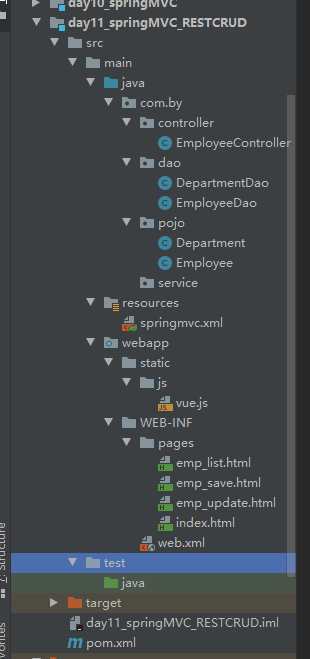 day10_springMVC
day11_springMVC_RESTCRUD
src
main
java
com.by
controller
EmployeeController
dao
DepartmentDao
EmployeeDao
pojo
Department
Employee
service
resources
springmvc.xml
webapp
static
js
vue.js
WEB-INF
pages
emp_list.html
emp_save.html
emp_update.html
index.html
web.xml
test
java
target
day11_springMVC_RESTCRUD.iml
pom.xml
Z: Structure